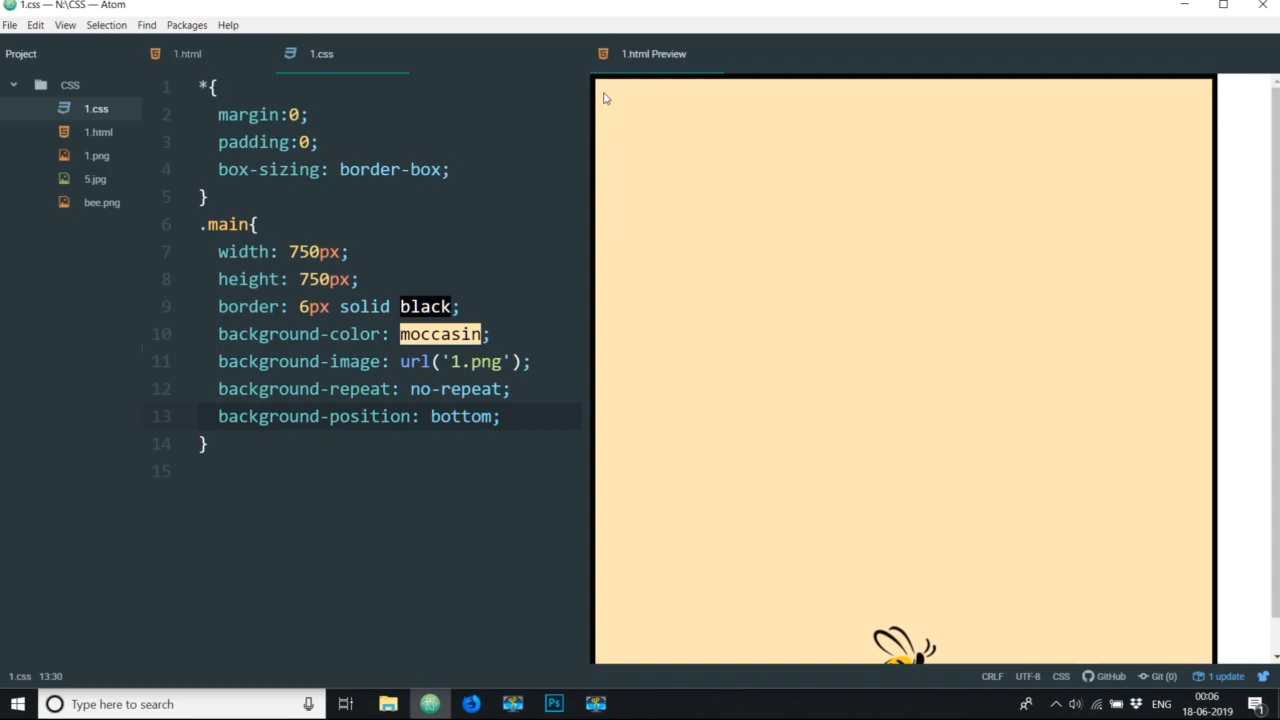 1.css — N:\CSS — Atom
File Edit View Selection Find Packages Help
Project 1.html 1.css 1.html Preview
CSS
1.css
1.html
1.png
5.jpg
bee.png
1 *{
2 margin:0;
3 padding:0;
4 box-sizing: border-box;
5 }
6 .main{
7 width: 750px;
8 height: 750px;
9 border: 6px solid black;
10 background-color: moccasin;
11 background-image: url('1.png');
12 background-repeat: no-repeat;
13 background-position: bottom;
14 }
15
1.css 13:30 CRLF UTF-8 CSS GitHub Git (0) 1 update
Type here to search Ps ENG 00:06
18-06-2019 1